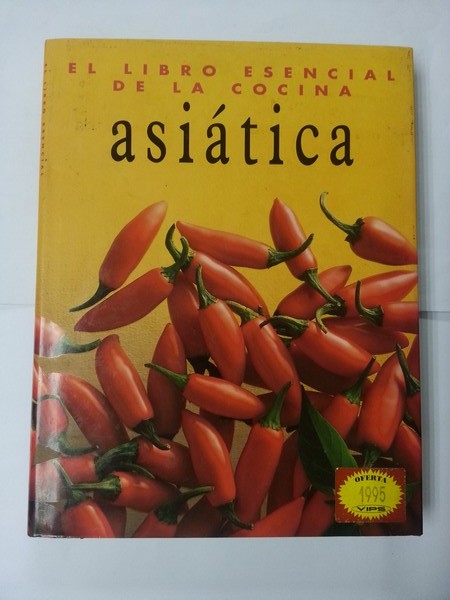 EL LIBRO ESENCIAL
DE LA COCINA
asiática
OFERTA
1995
VIPS